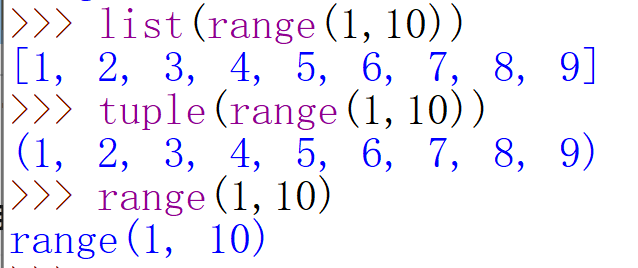 >>> list(range(1,10))
[1, 2, 3, 4, 5, 6, 7, 8, 9]
>>> tuple(range(1,10))
(1, 2, 3, 4, 5, 6, 7, 8, 9)
>>> range(1,10)
range(1, 10)